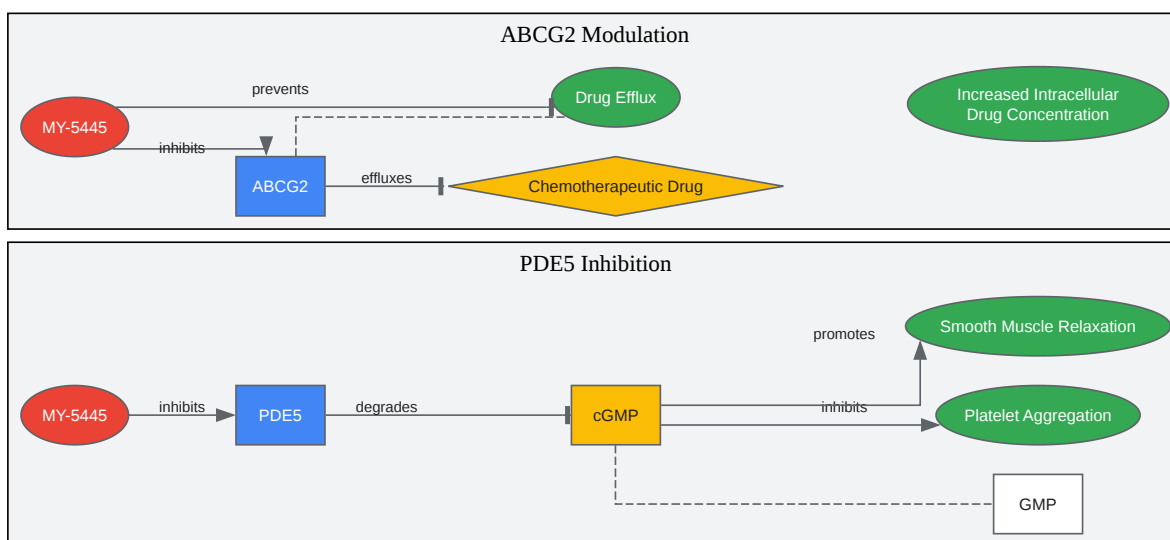 ABCG2 Modulation
prevents
MY-5445
inhibits
Drug Efflux
Increased Intracellular
Drug Concentration
ABCG2
effluxes
Chemotherapeutic Drug
PDE5 Inhibition
promotes
Smooth Muscle Relaxation
MY-5445
inhibits
PDE5
degrades
cGMP
inhibits
Platelet Aggregation
GMP